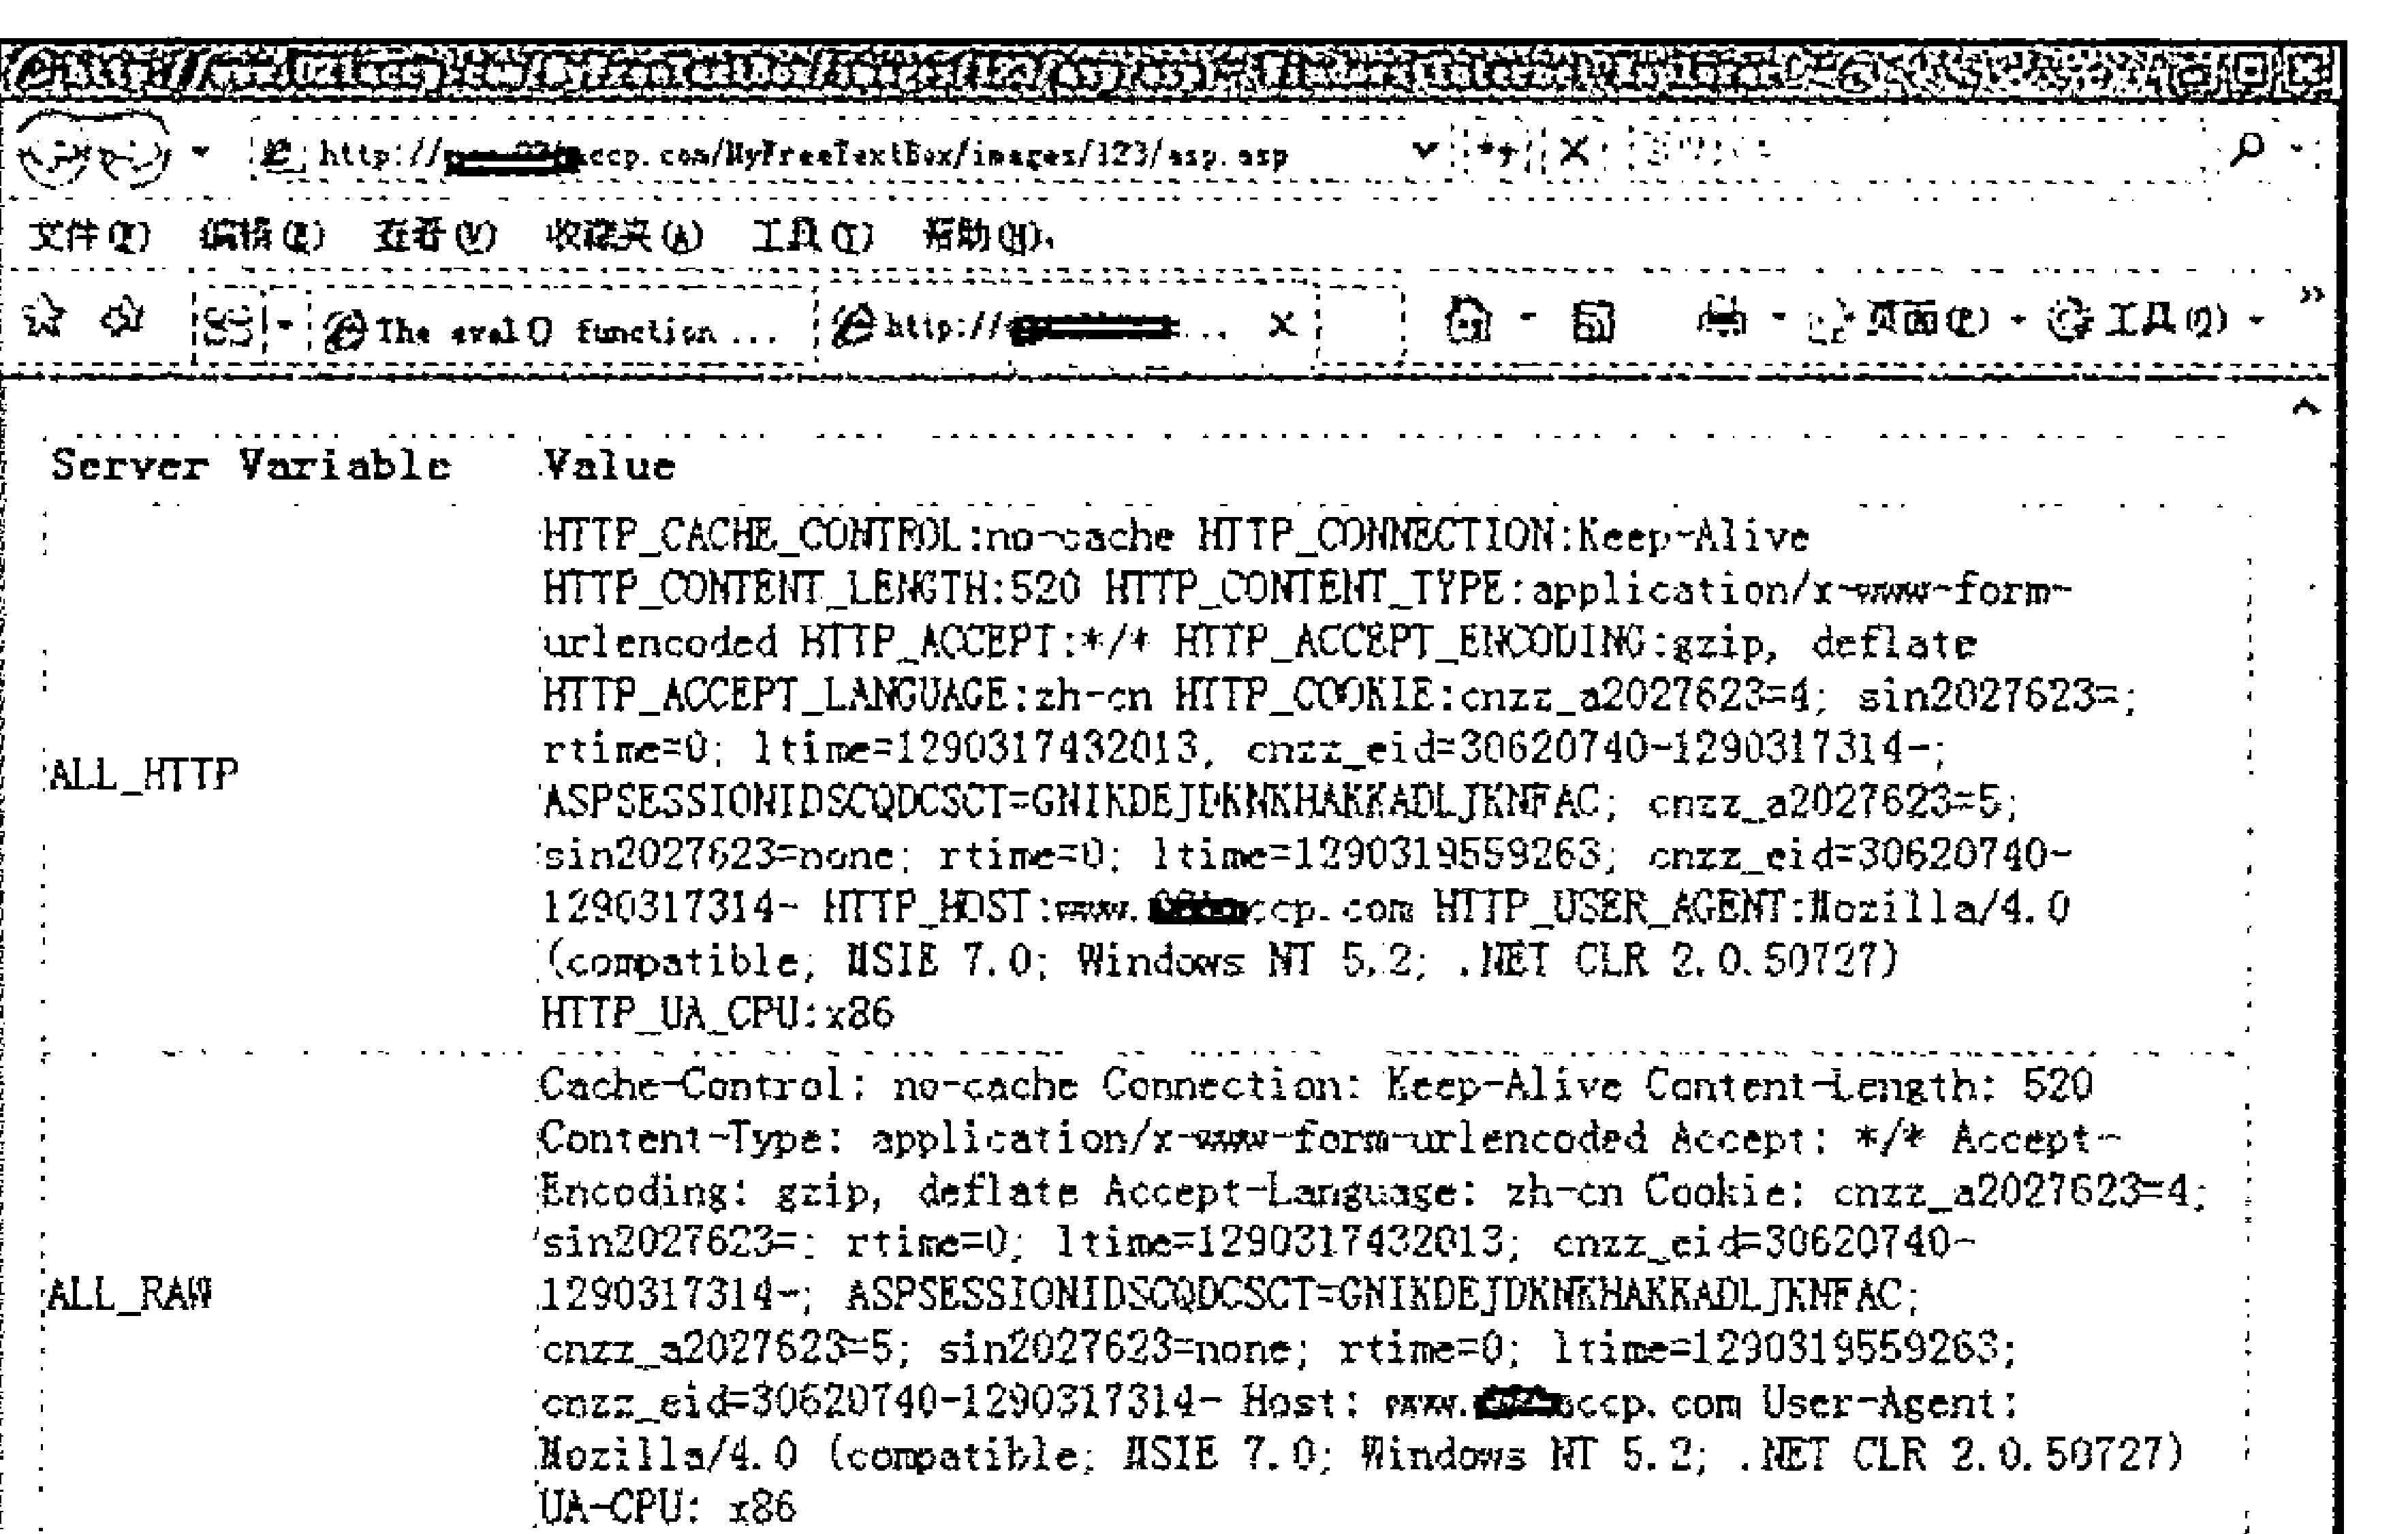 ccp.com/MyFreeTextBox/images/123/asp.asp
文件(F) 编辑(E) 查看(V) 收藏夹(A) 工具(T) 帮助(H)
The eval() function ... http:// ... 页面(P) 工具(O)
Server Variable Value
HTTP_CACHE_CONTROL:no-cache HTTP_CONNECTION:Keep-Alive
HTTP_CONTENT_LENGTH:520 HTTP_CONTENT_TYPE:application/x-www-form-
urlencoded HTTP_ACCEPT:*/* HTTP_ACCEPT_ENCODING:gzip, deflate
HTTP_ACCEPT_LANGUAGE:zh-cn HTTP_COOKIE:cnzz_a2027623=4; sin2027623=;
rtime=0; ltime=1290317432013, cnzz_eid=30620740-1290317314-;
ALL_HTTP
ASPSESSIONIDSCQDCSCT=GNIKDEJDKNKHAKKADLJKNFAC; cnzz_a2027623=5;
sin2027623=none; rtime=0; ltime=1290319559263; cnzz_eid=30620740-
1290317314- HTTP_HOST:www. ccp.com HTTP_USER_AGENT:Mozilla/4.0
(compatible; MSIE 7.0; Windows NT 5.2; .NET CLR 2.0.50727)
HTTP_UA_CPU:x86
Cache-Control: no-cache Connection: Keep-Alive Content-Length: 520
Content-Type: application/x-www-form-urlencoded Accept: */* Accept-
Encoding: gzip, deflate Accept-Language: zh-cn Cookie: cnzz_a2027623=4;
sin2027623=; rtime=0; ltime=1290317432013; cnzz_eid=30620740-
ALL_RAW
1290317314-; ASPSESSIONIDSCQDCSCT=GNIKDEJDKNKHAKKADLJKNFAC;
cnzz_a2027623=5; sin2027623=none; rtime=0; ltime=1290319559263;
cnzz_eid=30620740-1290317314- Host: www. ccp.com User-Agent:
Mozilla/4.0 (compatible; MSIE 7.0; Windows NT 5.2; .NET CLR 2.0.50727)
UA-CPU: x86